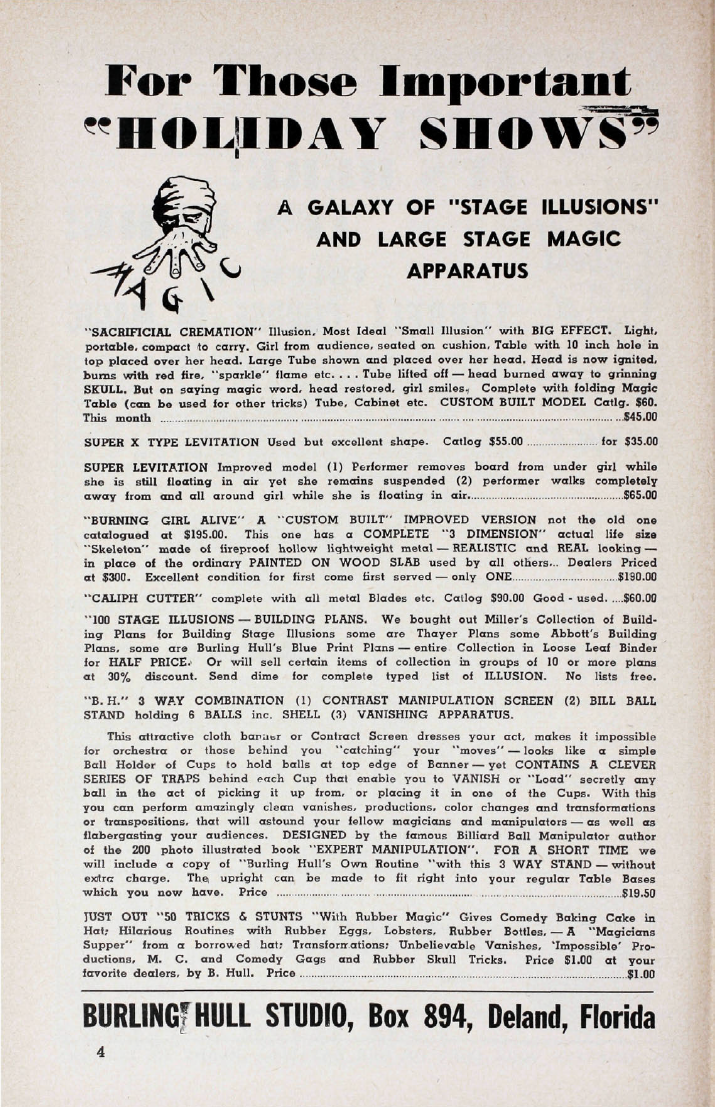 For Those Important
"HOLIDAY SHOWS"
MAGIC
A GALAXY OF "STAGE ILLUSIONS"
AND LARGE STAGE MAGIC
APPARATUS
"SACRIFICIAL CREMATION" Illusion, Most Ideal "Small Illusion" with BIG EFFECT. Light,
portable, compact to carry. Girl from audience, seated on cushion, Table with 10 inch hole in
top placed over her head. Large Tube shown and placed over her head. Head is now ignited,
burns with red fire, "sparkle" flame etc. . . . Tube lifted off — head burned away to grinning
SKULL. But on saying magic word, head restored, girl smiles. Complete with folding Magic
Table (can be used for other tricks) Tube, Cabinet etc. CUSTOM BUILT MODEL Catlg. $60.
This month ..........$45.00
SUPER X TYPE LEVITATION Used but excellent shape. Catlog $55.00 .......... for $35.00
SUPER LEVITATION Improved model (1) Performer removes board from under girl while
she is still floating in air yet she remains suspended (2) performer walks completely
away from and all around girl while she is floating in air..........$65.00
"BURNING GIRL ALIVE" A "CUSTOM BUILT" IMPROVED VERSION not the old one
catalogued at $195.00. This one has a COMPLETE "3 DIMENSION" actual life size
"Skeleton" made of fireproof hollow lightweight metal — REALISTIC and REAL looking —
in place of the ordinary PAINTED ON WOOD SLAB used by all others... Dealers Priced
at $300. Excellent condition for first come first served — only ONE..........$190.00
"CALIPH CUTTER" complete with all metal Blades etc. Catlog $90.00 Good - used. ....$60.00
"100 STAGE ILLUSIONS — BUILDING PLANS. We bought out Miller's Collection of Build-
ing Plans for Building Stage Illusions some are Thayer Plans some Abbott's Building
Plans, some are Burling Hull's Blue Print Plans — entire Collection in Loose Leaf Binder
for HALF PRICE. Or will sell certain items of collection in groups of 10 or more plans
at 30% discount. Send dime for complete typed list of ILLUSION. No lists free.
"B. H." 3 WAY COMBINATION (1) CONTRAST MANIPULATION SCREEN (2) BILL BALL
STAND holding 6 BALLS inc. SHELL (3) VANISHING APPARATUS.
This attractive cloth banner or Contract Screen dresses your act, makes it impossible
for orchestra or those behind you "catching" your "moves" — looks like a simple
Ball Holder of Cups to hold balls at top edge of Banner — yet CONTAINS A CLEVER
SERIES OF TRAPS behind each Cup that enable you to VANISH or "Load" secretly any
ball in the act of picking it up from, or placing it in one of the Cups. With this
you can perform amazingly clean vanishes, productions, color changes and transformations
or transpositions, that will astound your fellow magicians and manipulators — as well as
flabergasting your audiences. DESIGNED by the famous Billiard Ball Manipulator author
of the 200 photo illustrated book "EXPERT MANIPULATION". FOR A SHORT TIME we
will include a copy of "Burling Hull's Own Routine "with this 3 WAY STAND — without
extra charge. The upright can be made to fit right into your regular Table Bases
which you now have. Price ..........$19.50
JUST OUT "50 TRICKS & STUNTS "With Rubber Magic" Gives Comedy Baking Cake in
Hat; Hilarious Routines with Rubber Eggs, Lobsters, Rubber Bottles. — A "Magicians
Supper" from a borrowed hat; Transformations; Unbelievable Vanishes, 'Impossible' Pro-
ductions, M. C. and Comedy Gags and Rubber Skull Tricks. Price $1.00 at your
favorite dealers, by B. Hull. Price ..........$1.00
BURLING HULL STUDIO, Box 894, Deland, Florida
4